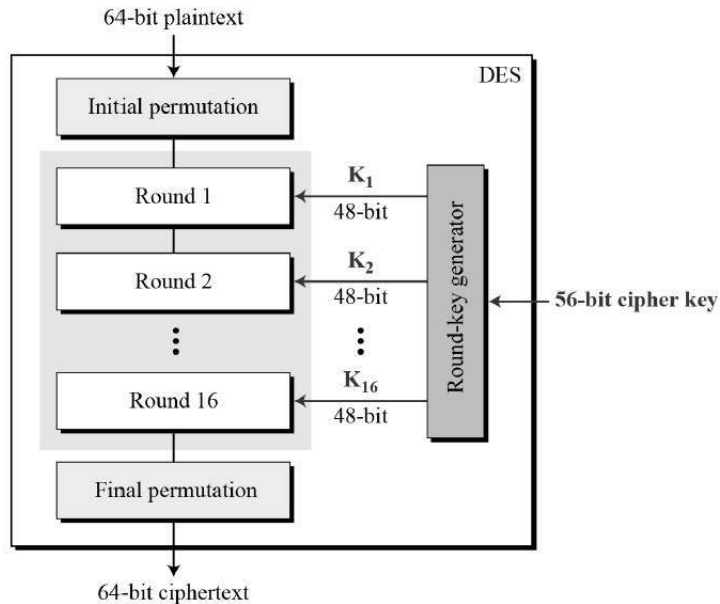 64-bit plaintext
DES
Initial permutation
Round 1
K₁
48-bit
Round 2
K₂
48-bit
Round-key generator
56-bit cipher key
Round 16
K₁₆
48-bit
Final permutation
64-bit ciphertext